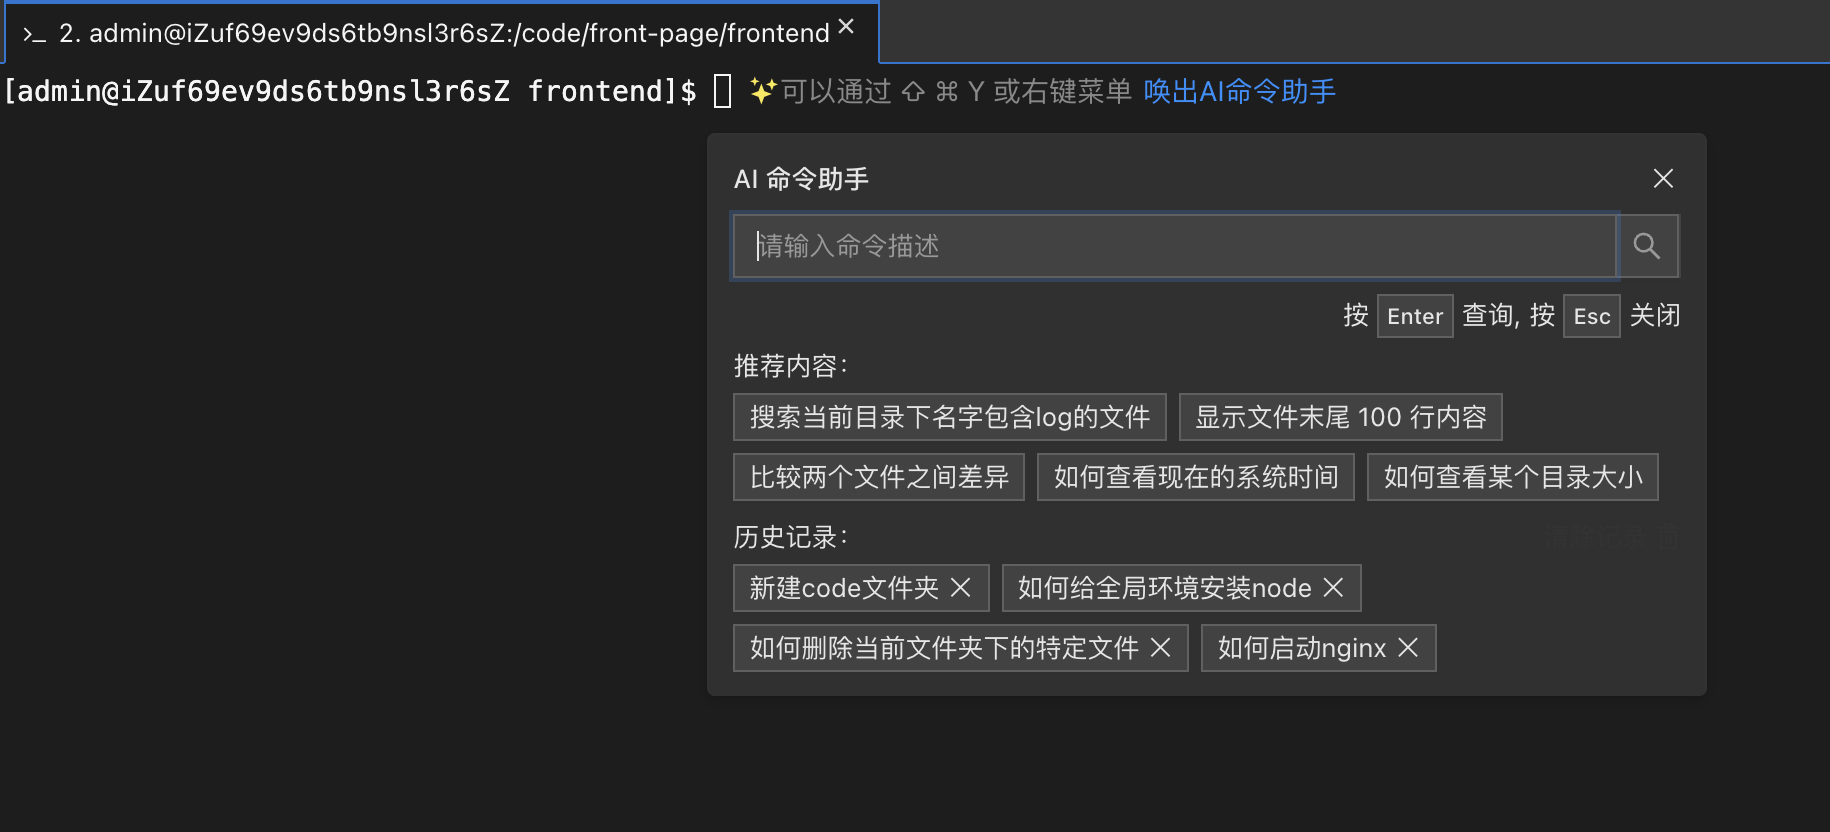 >_ 2. admin@iZuf69ev9ds6tb9nsl3r6sZ:/code/front-page/frontend ×
[admin@iZuf69ev9ds6tb9nsl3r6sZ frontend]$ ✨可以通过 ⇧ ⌘ Y 或右键菜单 唤出AI命令助手
AI 命令助手
请输入命令描述
按 Enter 查询, 按 Esc 关闭
推荐内容:
搜索当前目录下名字包含log的文件 显示文件末尾 100 行内容
比较两个文件之间差异 如何查看现在的系统时间 如何查看某个目录大小
历史记录: 清除记录
新建code文件夹 × 如何给全局环境安装node ×
如何删除当前文件夹下的特定文件 × 如何启动nginx ×